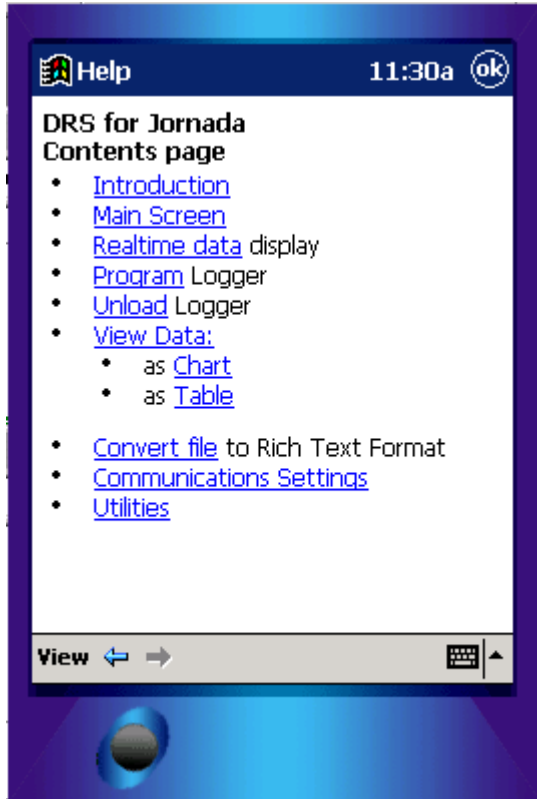 Help 11:30a ok
DRS for Jornada
Contents page
• Introduction
• Main Screen
• Realtime data display
• Program Logger
• Unload Logger
• View Data:
• as Chart
• as Table
• Convert file to Rich Text Format
• Communications Settings
• Utilities
View